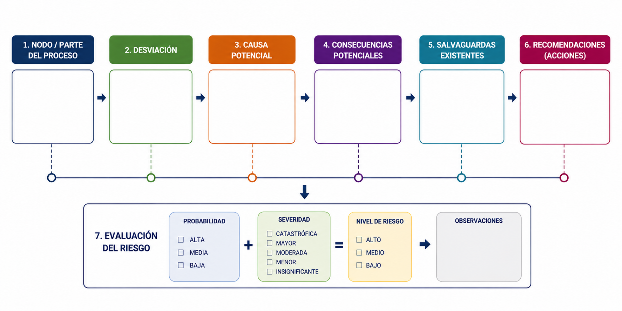 1. NODO / PARTE
DEL PROCESO
2. DESVIACIÓN
3. CAUSA
POTENCIAL
4. CONSECUENCIAS
POTENCIALES
5. SALVAGUARDAS
EXISTENTES
6. RECOMENDACIONES
(ACCIONES)
7. EVALUACIÓN
DEL RIESGO
PROBABILIDAD
ALTA
MEDIA
BAJA
+
SEVERIDAD
CATASTRÓFICA
MAYOR
MODERADA
MENOR
INSIGNIFICANTE
=
NIVEL DE RIESGO
ALTO
MEDIO
BAJO
OBSERVACIONES